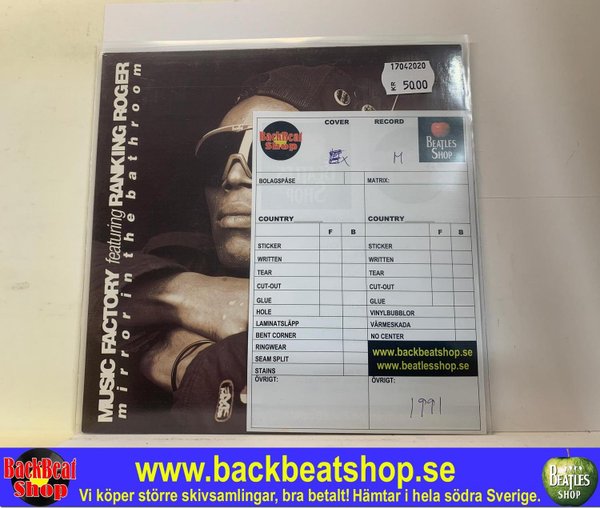 MUSIC FACTORY featuring RANKING ROGER
mirror in the bathroom
17042020
KR 50.00
BackBeat Shop
COVER RECORD
BEATLES SHOP
EX M
BOLAGSPÅSE MATRIX:
COUNTRY COUNTRY
F B F B
STICKER STICKER
WRITTEN WRITTEN
TEAR TEAR
CUT-OUT CUT-OUT
GLUE GLUE
HOLE VINYLBUBBLOR
LAMINATSLÄPP VÄRMESKADA
BENT CORNER NO CENTER
RINGWEAR
SEAM SPLIT
STAINS
www.backbeatshop.se
www.beatlesshop.se
ÖVRIGT: ÖVRIGT:
1991
BackBeat Shop
www.backbeatshop.se
Vi köper större skivsamlingar, bra betalt! Hämtar i hela södra Sverige.
BEATLES SHOP